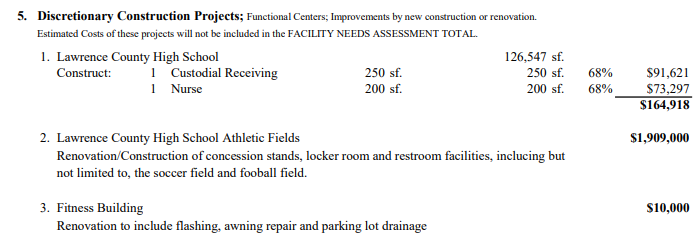 5. Discretionary Construction Projects; Functional Centers; Improvements by new construction or renovation.
Estimated Costs of these projects will not be included in the FACILITY NEEDS ASSESSMENT TOTAL.
1. Lawrence County High School 126,547 sf.
Construct: 1 Custodial Receiving 250 sf. 250 sf. 68% $91,621
1 Nurse 200 sf. 200 sf. 68% $73,297
$164,918
2. Lawrence County High School Athletic Fields $1,909,000
Renovation/Construction of concession stands, locker room and restroom facilities, inclucing but
not limited to, the soccer field and fooball field.
3. Fitness Building $10,000
Renovation to include flashing, awning repair and parking lot drainage